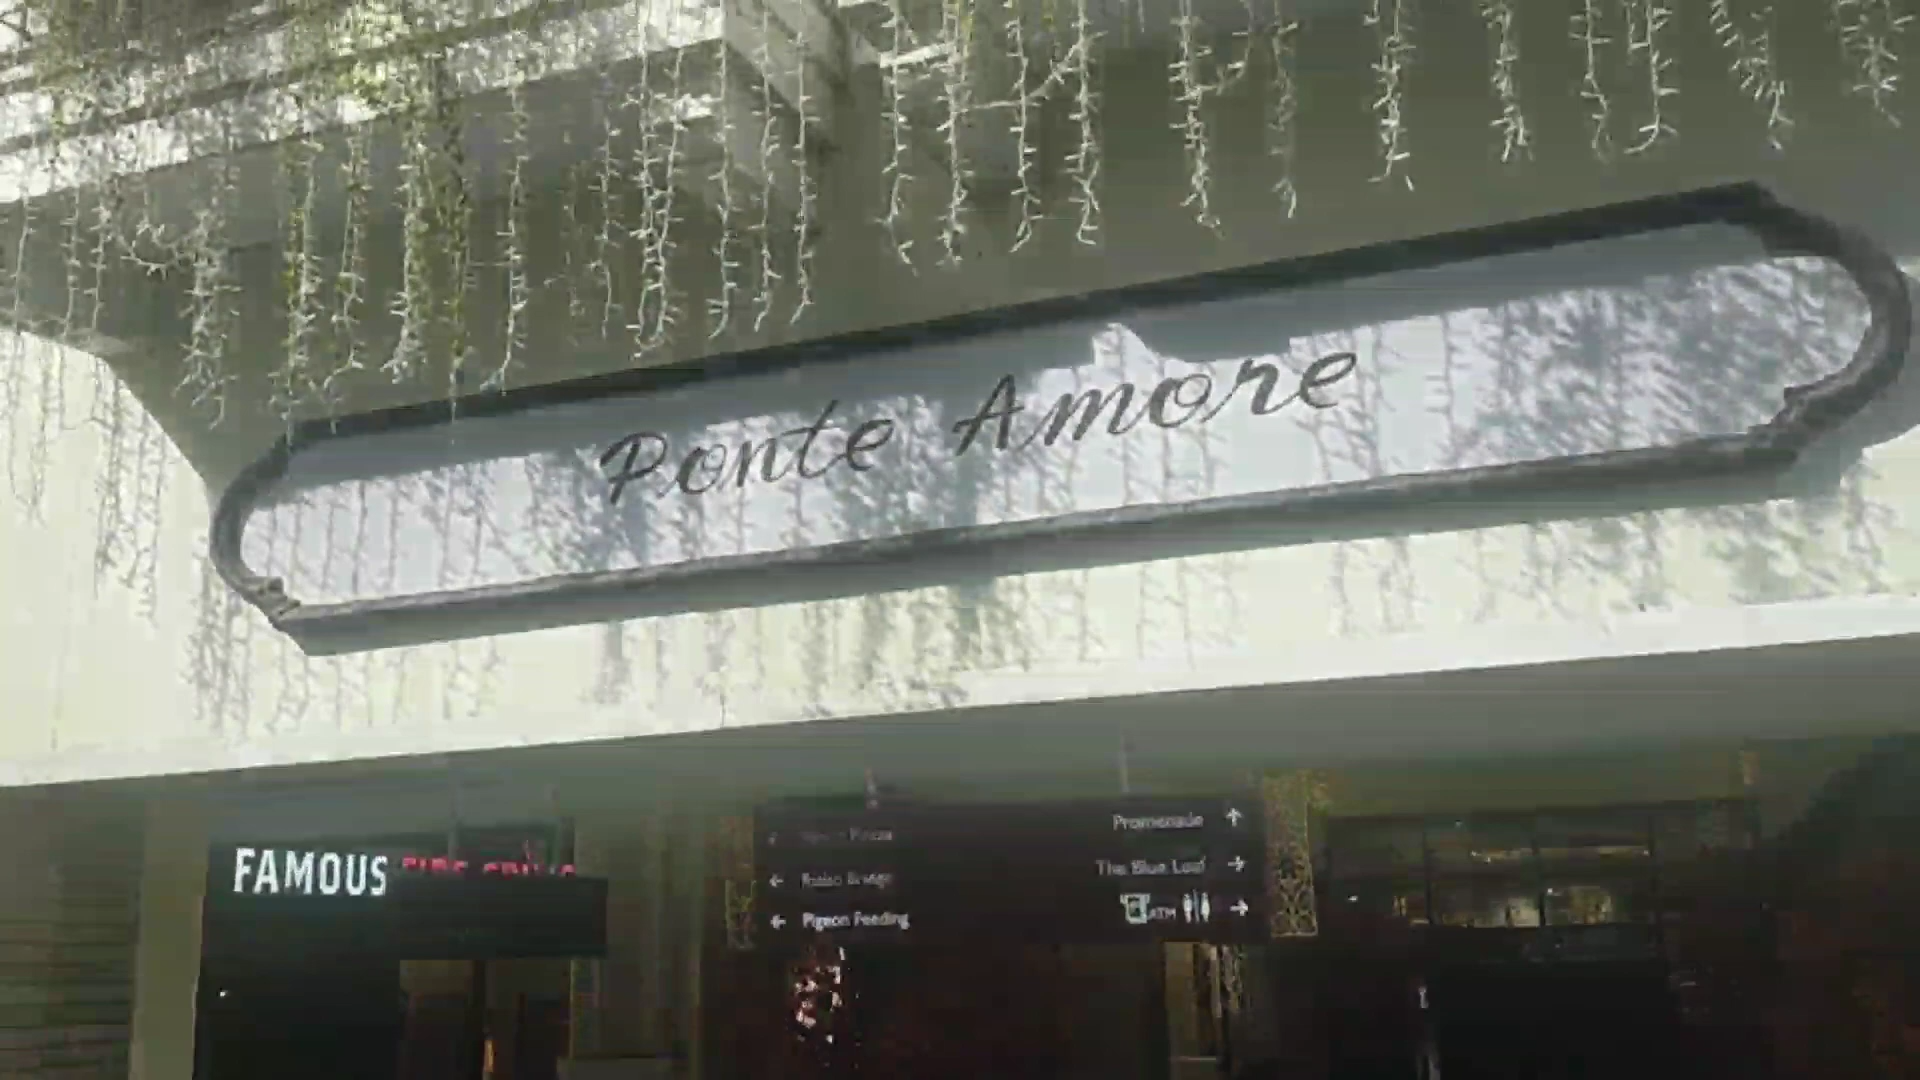 Ponte Amore
FAMOUS
Promenade
The Blue Leaf
Pigeon Feeding
ATM